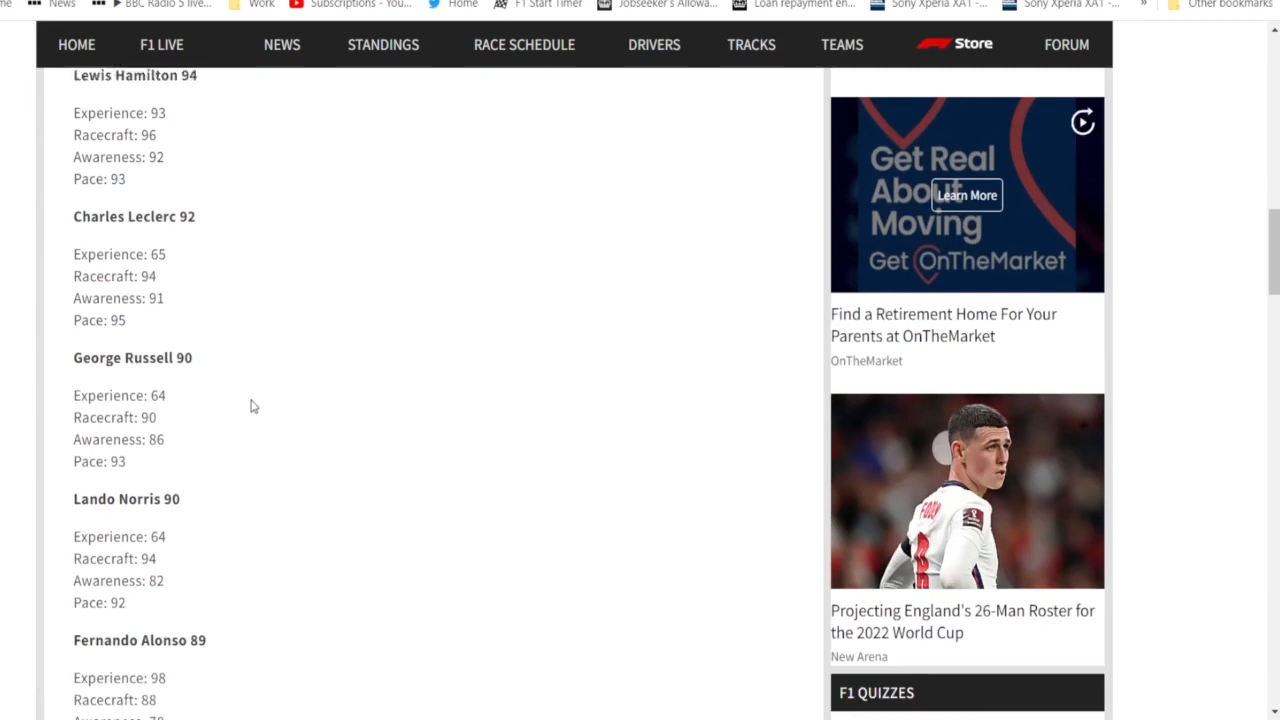 me
News
BBC Radio 5 live...
Work
Subscriptions - You...
Home
F1 Start Timer
Jobseeker's Allowa...
Loan repayment en...
Sony Xperia XA1 -...
Sony Xperia XA1 -...
»
Other bookmarks
HOME F1 LIVE NEWS STANDINGS RACE SCHEDULE DRIVERS TRACKS TEAMS Store FORUM
Lewis Hamilton 94
Experience: 93
Racecraft: 96
Awareness: 92
Pace: 93
Charles Leclerc 92
Experience: 65
Racecraft: 94
Awareness: 91
Pace: 95
George Russell 90
Experience: 64
Racecraft: 90
Awareness: 86
Pace: 93
Lando Norris 90
Experience: 64
Racecraft: 94
Awareness: 82
Pace: 92
Fernando Alonso 89
Experience: 98
Racecraft: 88
Get Real
About
Learn More
Moving
Get OnTheMarket
Find a Retirement Home For Your
Parents at OnTheMarket
OnTheMarket
FODEN
Projecting England's 26-Man Roster for
the 2022 World Cup
New Arena
F1 QUIZZES